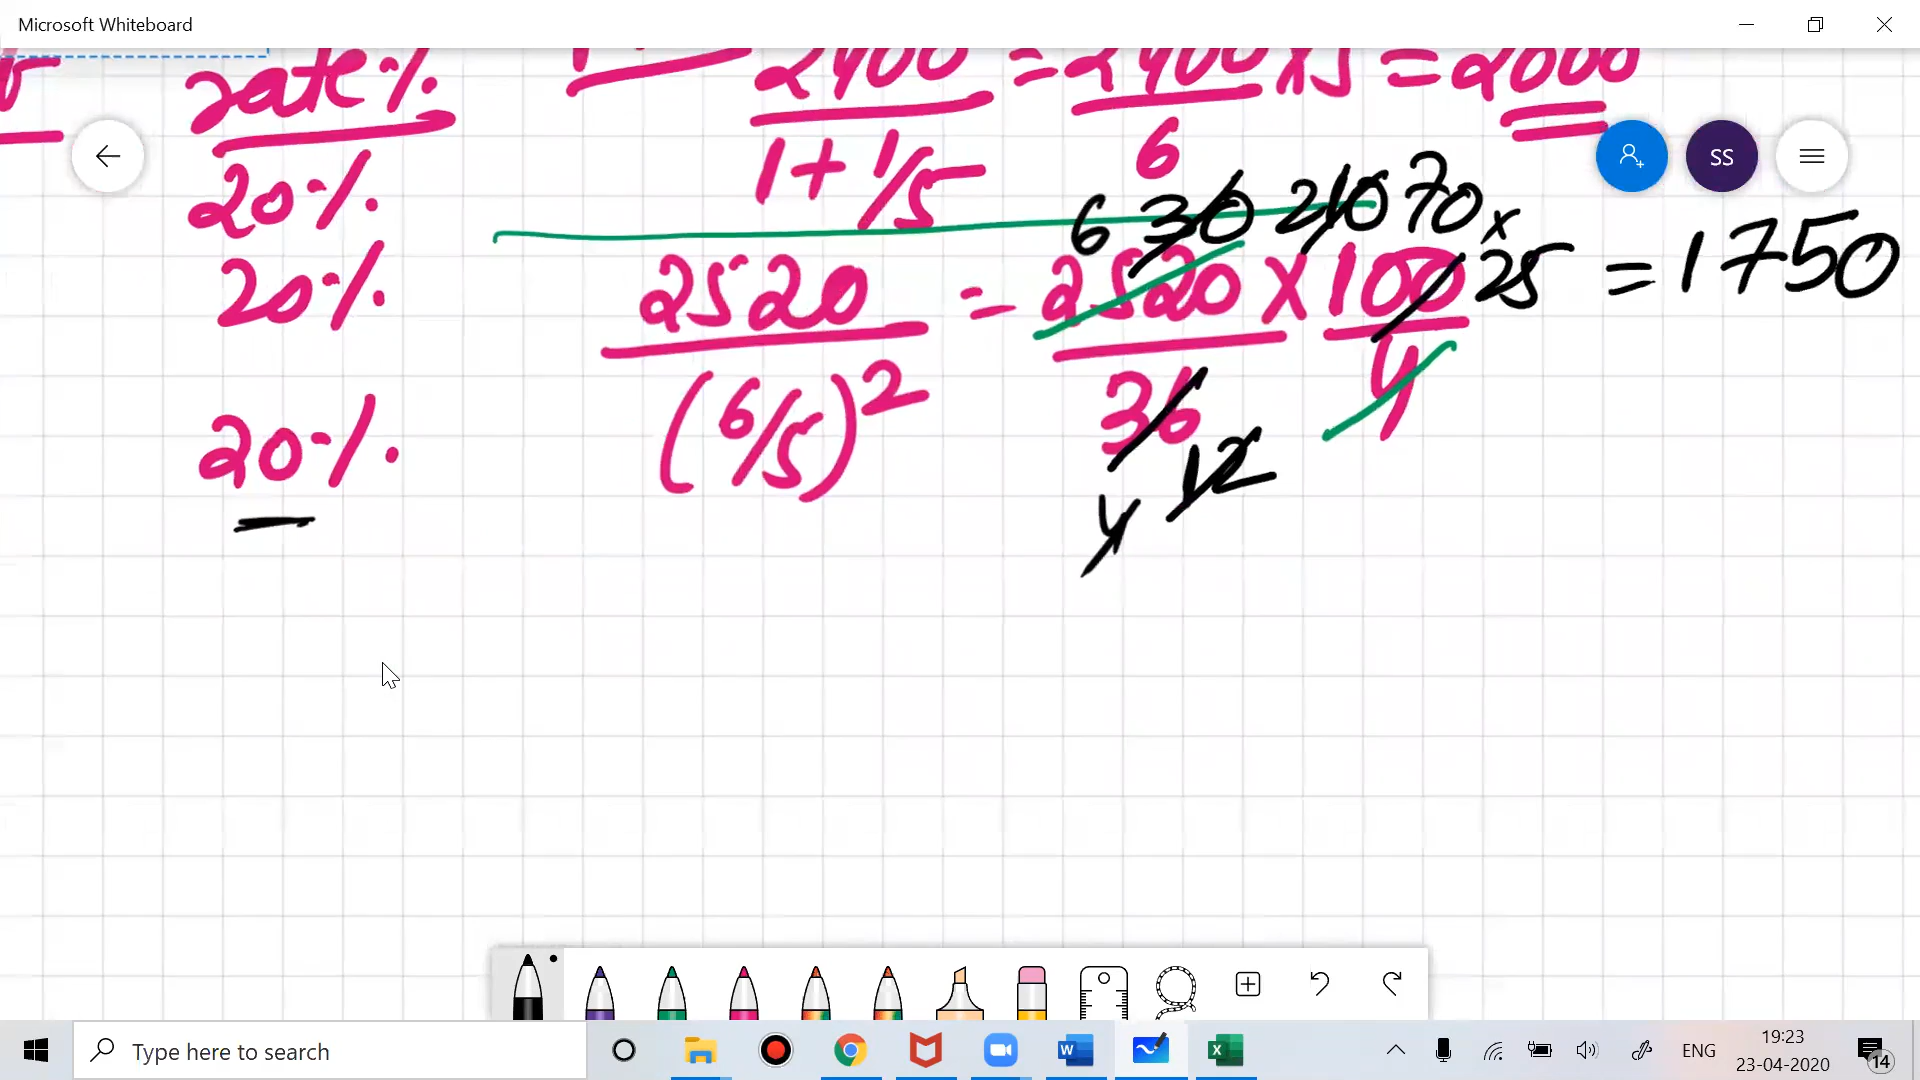 Microsoft Whiteboard
rate%
2400 = 2400 x 5 = 2000
1 + 1/5
6
SS
20%
6 30 210 70 x
20%
2520 = 2520 x 100 25 = 1750
(6/5)2
36
4
20%
4 12
Type here to search
ENG
19:23
23-04-2020
14